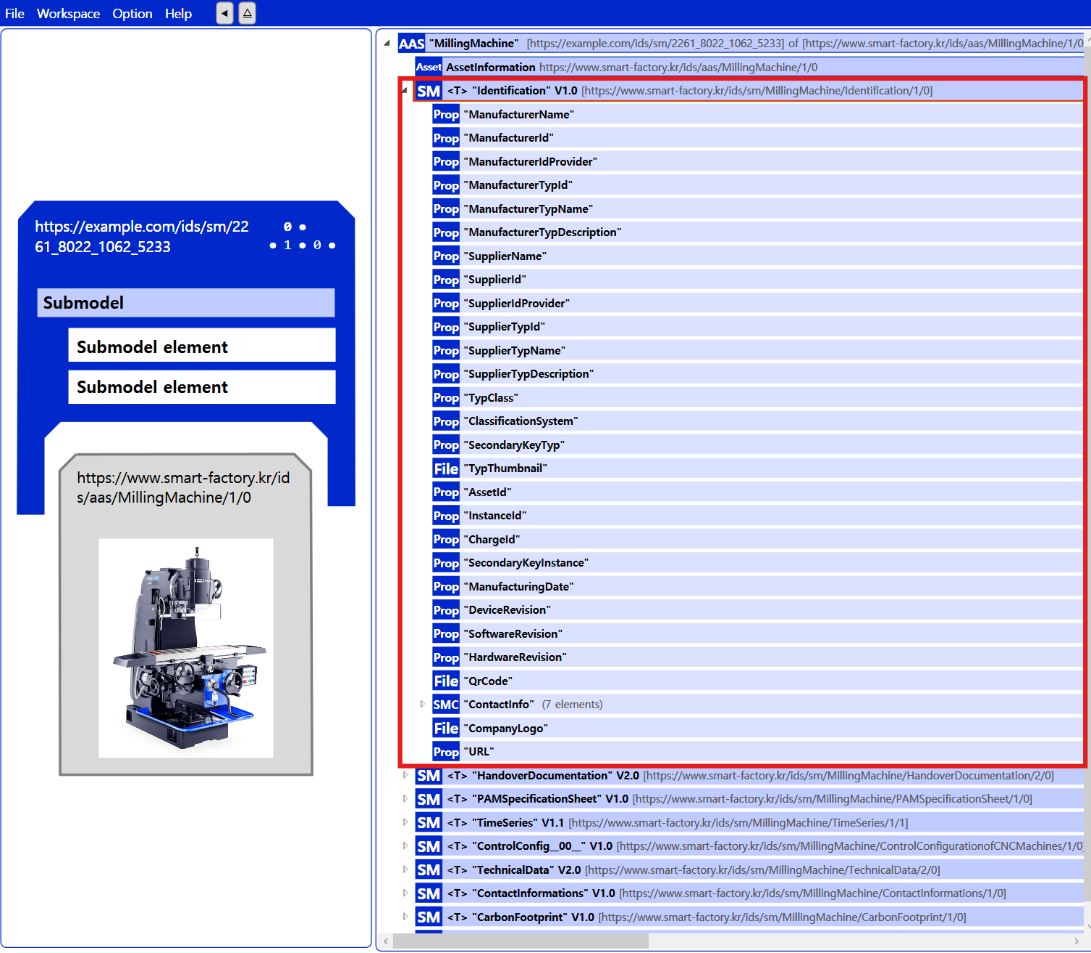 File Workspace Option Help
https://example.com/ids/sm/22
61_8022_1062_5233
0
1 0
Submodel
Submodel element
Submodel element
https://www.smart-factory.kr/id
s/aas/MillingMachine/1/0
AAS "MillingMachine" [https://example.com/ids/sm/2261_8022_1062_5233] of [https://www.smart-factory.kr/ids/aas/MillingMachine/1/0
Asset AssetInformation https://www.smart-factory.kr/ids/aas/MillingMachine/1/0
SM <T> "Identification" V1.0 [https://www.smart-factory.kr/ids/sm/MillingMachine/Identification/1/0]
Prop "ManufacturerName"
Prop "ManufacturerId"
Prop "ManufacturerIdProvider"
Prop "ManufacturerTypId"
Prop "ManufacturerTypName"
Prop "ManufacturerTypDescription"
Prop "SupplierName"
Prop "SupplierId"
Prop "SupplierIdProvider"
Prop "SupplierTypId"
Prop "SupplierTypName"
Prop "SupplierTypDescription"
Prop "TypClass"
Prop "ClassificationSystem"
Prop "SecondaryKeyTyp"
File "TypThumbnail"
Prop "AssetId"
Prop "InstanceId"
Prop "ChargeId"
Prop "SecondaryKeyInstance"
Prop "ManufacturingDate"
Prop "DeviceRevision"
Prop "SoftwareRevision"
Prop "HardwareRevision"
File "QrCode"
SMC "ContactInfo" (7 elements)
File "CompanyLogo"
Prop "URL"
SM <T> "HandoverDocumentation" V2.0 [https://www.smart-factory.kr/ids/sm/MillingMachine/HandoverDocumentation/2/0]
SM <T> "PAMSpecificationSheet" V1.0 [https://www.smart-factory.kr/ids/sm/MillingMachine/PAMSpecificationSheet/1/0]
SM <T> "TimeSeries" V1.1 [https://www.smart-factory.kr/ids/sm/MillingMachine/TimeSeries/1/1]
SM <T> "ControlConfig__00__" V1.0 [https://www.smart-factory.kr/ids/sm/MillingMachine/ControlConfigurationofCNCMachines/1/0]
SM <T> "TechnicalData" V2.0 [https://www.smart-factory.kr/ids/sm/MillingMachine/TechnicalData/2/0]
SM <T> "ContactInformations" V1.0 [https://www.smart-factory.kr/ids/sm/MillingMachine/ContactInformations/1/0]
SM <T> "CarbonFootprint" V1.0 [https://www.smart-factory.kr/ids/sm/MillingMachine/CarbonFootprint/1/0]